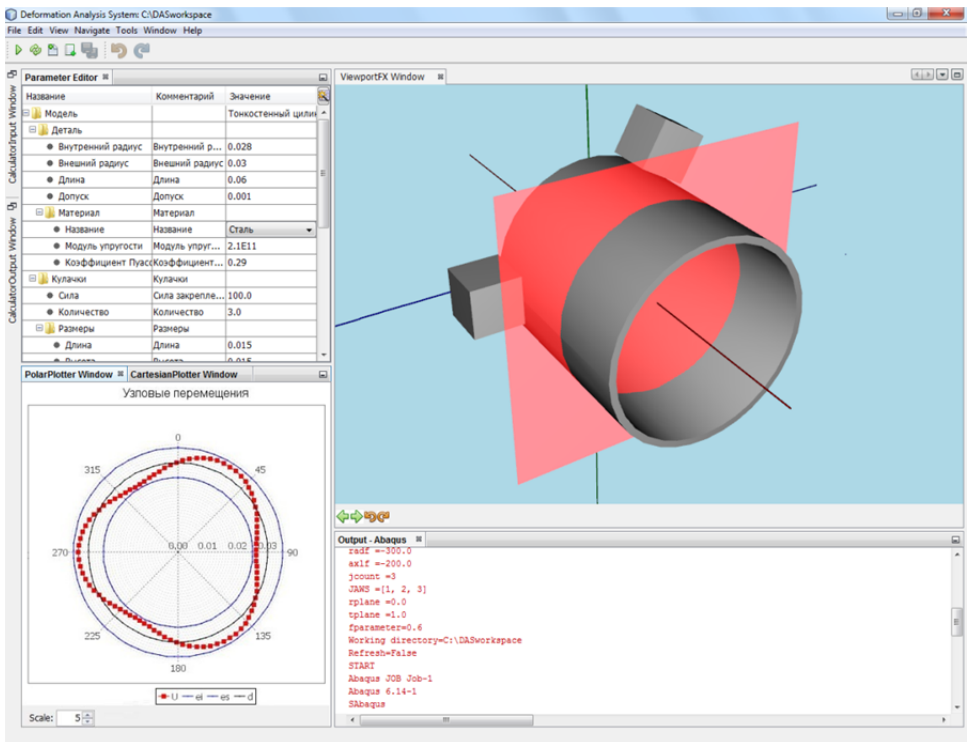 Deformation Analysis System: C:\DASworkspace
File Edit View Navigate Tools Window Help
CalculatorInput Window
CalculatorOutput Window
Parameter Editor
Название Комментарий Значение
Модель Тонкостенный цилин
Деталь
Внутренний радиус Внутренний р... 0.028
Внешний радиус Внешний радиус 0.03
Длина Длина 0.06
Допуск Допуск 0.001
Материал Материал
Название Название Сталь
Модуль упругости Модуль упруг... 2.1E11
Коэффициент Пуасс Коэффициент... 0.29
Кулачки Кулачки
Сила Сила закрепле... 100.0
Количество Количество 3.0
Размеры Размеры
Длина Длина 0.015
PolarPlotter Window CartesianPlotter Window
Узловые перемещения
0
315 45
270 0.00 0.01 0.02 0.03 90
225 135
180
U ei es d
Scale: 5
ViewportFX Window
Output - Abaqus
radf =-300.0
axlf =-200.0
jcount =3
JAWS =[1, 2, 3]
rplane =0.0
tplane =1.0
fparameter=0.6
Working directory=C:\DASworkspace
Refresh=False
START
Abaqus JOB Job-1
Abaqus 6.14-1
SAbaqus